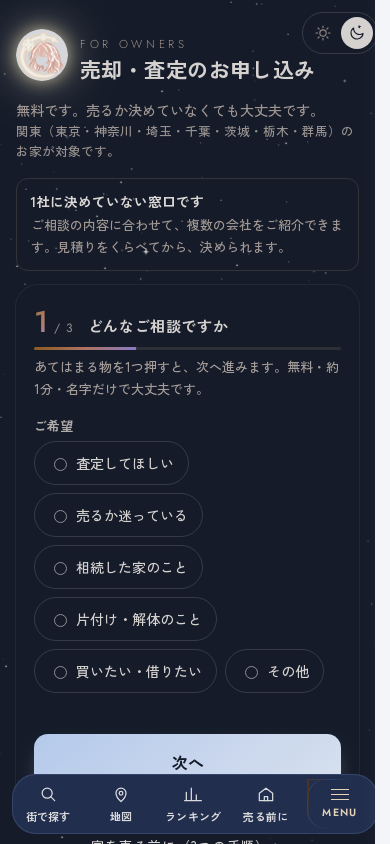 FOR OWNERS
売却・査定のお申し込み
無料です。売るか決めていなくても大丈夫です。
関東（東京・神奈川・埼玉・千葉・茨城・栃木・群馬）の
お家が対象です。
1社に決めていない窓口です
ご相談の内容に合わせて、複数の会社をご紹介できま
す。見積りをくらべてから、決められます。
1 / 3 どんなご相談ですか
あてはまる物を1つ押すと、次へ進みます。無料・約
1分・名字だけで大丈夫です。
ご希望
査定してほしい
売るか迷っている
相続した家のこと
片付け・解体のこと
買いたい・借りたい
その他
次へ
街で探す
地図
ランキング
売る前に
MENU